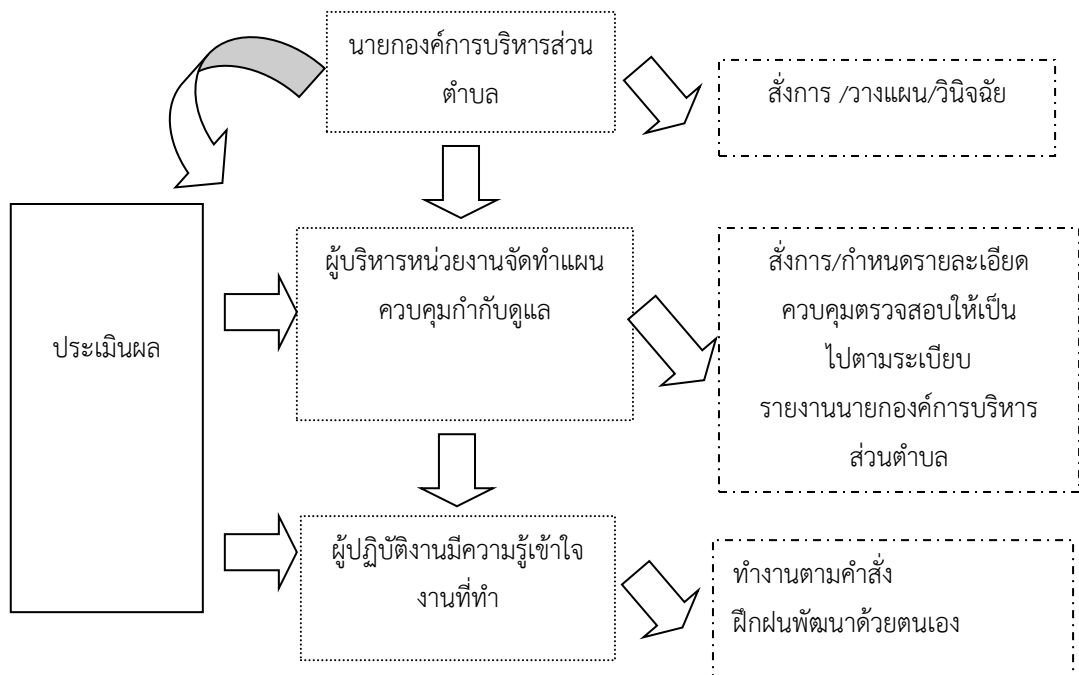 นายกองค์การบริหารส่วน
ตำบล
สั่งการ /วางแผน/วินิจฉัย
ผู้บริหารหน่วยงานจัดทำแผน
ควบคุมกำกับดูแล
สั่งการ/กำหนดรายละเอียด
ควบคุมตรวจสอบให้เป็น
ไปตามระเบียบ
รายงานนายกองค์การบริหาร
ส่วนตำบล
ประเมินผล
ผู้ปฏิบัติงานมีความรู้เข้าใจ
งานที่ทำ
ทำงานตามคำสั่ง
ฝึกฝนพัฒนาด้วยตนเอง